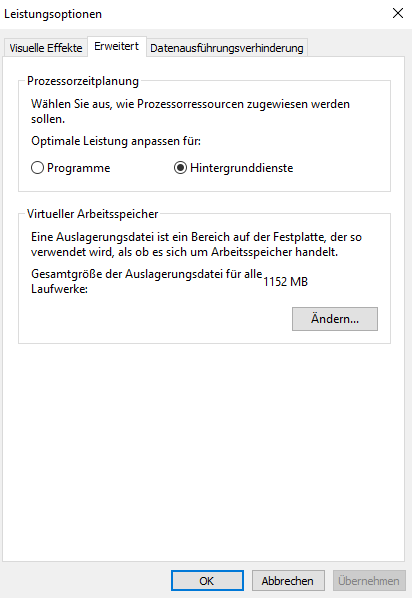 Leistungsoptionen
Visuelle Effekte
Erweitert
Datenausführungsverhinderung
Prozessorzeitplanung
Wählen Sie aus, wie Prozessorressourcen zugewiesen werden
sollen.
Optimale Leistung anpassen für:
Programme
Hintergrunddienste
Virtueller Arbeitsspeicher
Eine Auslagerungsdatei ist ein Bereich auf der Festplatte, der so
verwendet wird, als ob es sich um Arbeitsspeicher handelt.
Gesamtgröße der Auslagerungsdatei für alle
Laufwerke:
1152 MB
Ändern...
OK
Abbrechen
Übernehmen